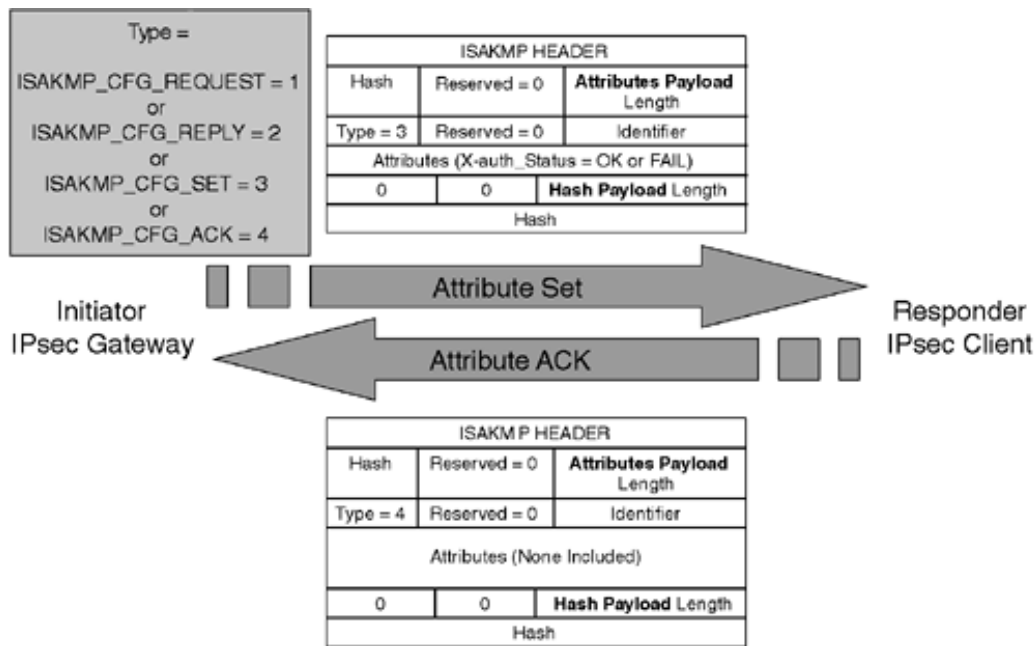 Type =
ISAKMP_CFG_REQUEST = 1
or
ISAKMP_CFG_REPLY = 2
or
ISAKMP_CFG_SET = 3
or
ISAKMP_CFG_ACK = 4
ISAKMP HEADER
Hash Reserved = 0 Attributes Payload
Length
Type = 3 Reserved = 0 Identifier
Attributes (X-auth_Status = OK or FAIL)
0 0 Hash Payload Length
Hash
Attribute Set
Initiator
IPsec Gateway
Responder
IPsec Client
Attribute ACK
ISAKMP HEADER
Hash Reserved = 0 Attributes Payload
Length
Type = 4 Reserved = 0 Identifier
Attributes (None Included)
0 0 Hash Payload Length
Hash